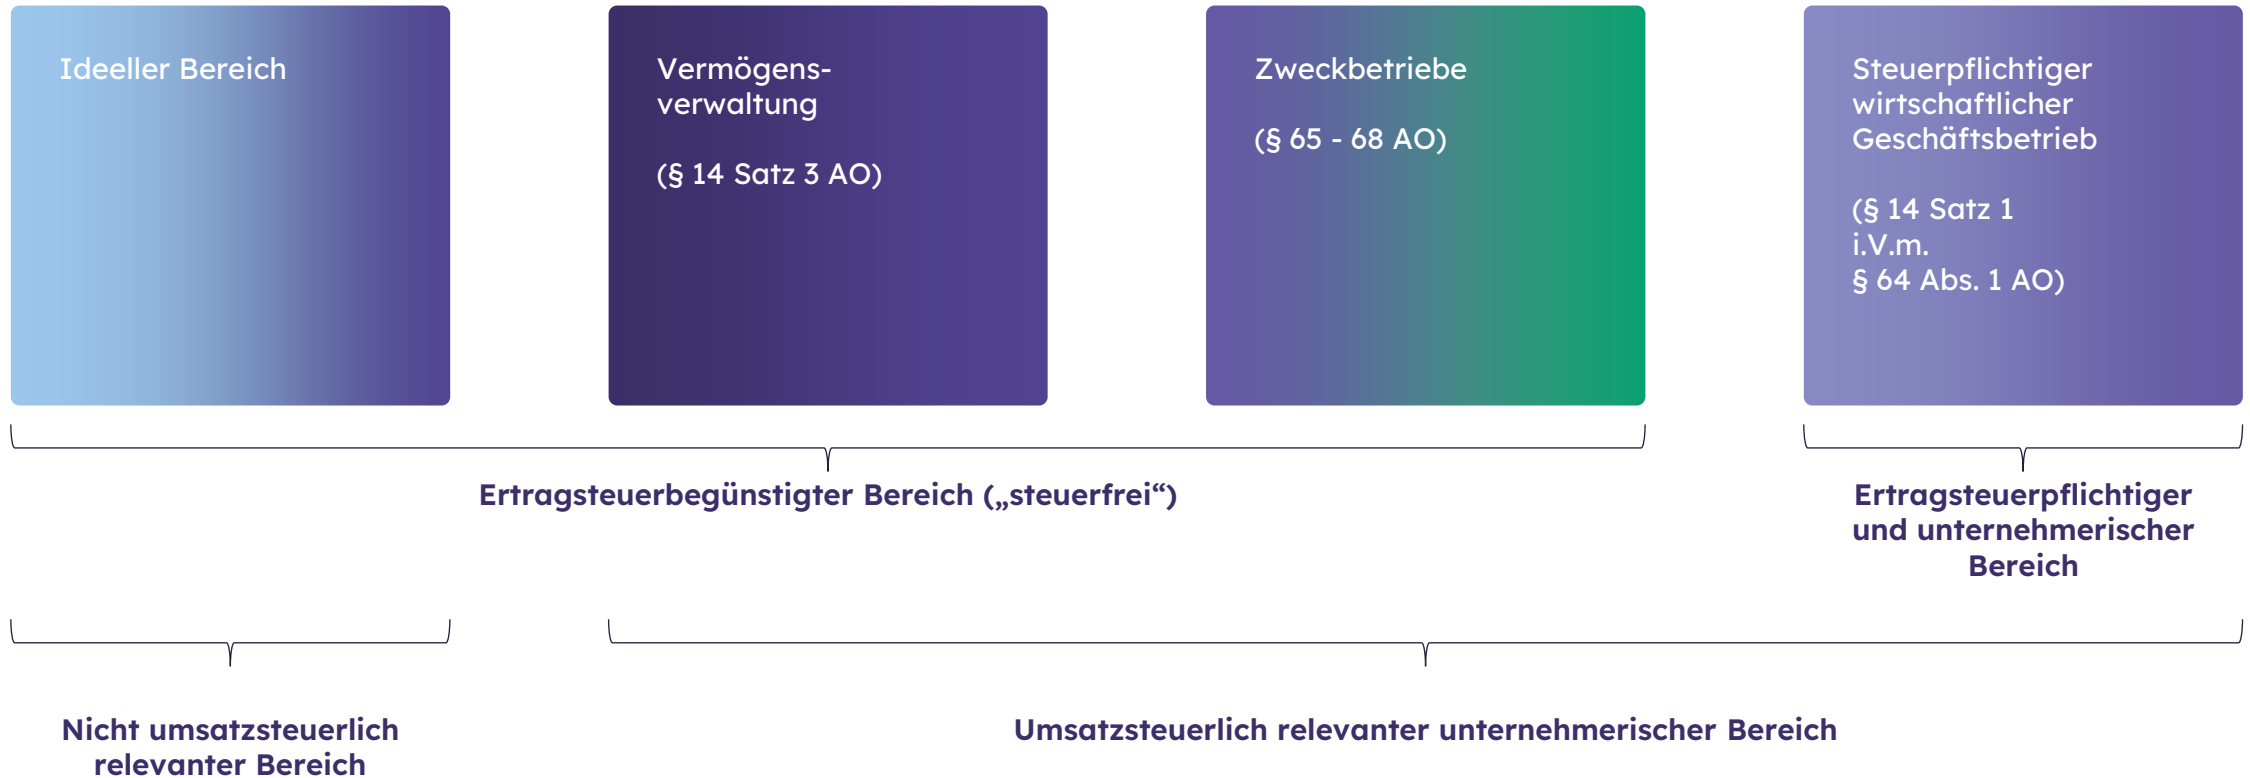 Ideeller Bereich
Vermögens-
verwaltung
(§ 14 Satz 3 AO)
Zweckbetriebe
(§ 65 - 68 AO)
Steuerpflichtiger
wirtschaftlicher
Geschäftsbetrieb
(§ 14 Satz 1
i.V.m.
§ 64 Abs. 1 AO)
Ertragsteuerbegünstigter Bereich („steuerfrei“)
Ertragsteuerpflichtiger
und unternehmerischer
Bereich
Nicht umsatzsteuerlich
relevanter Bereich
Umsatzsteuerlich relevanter unternehmerischer Bereich